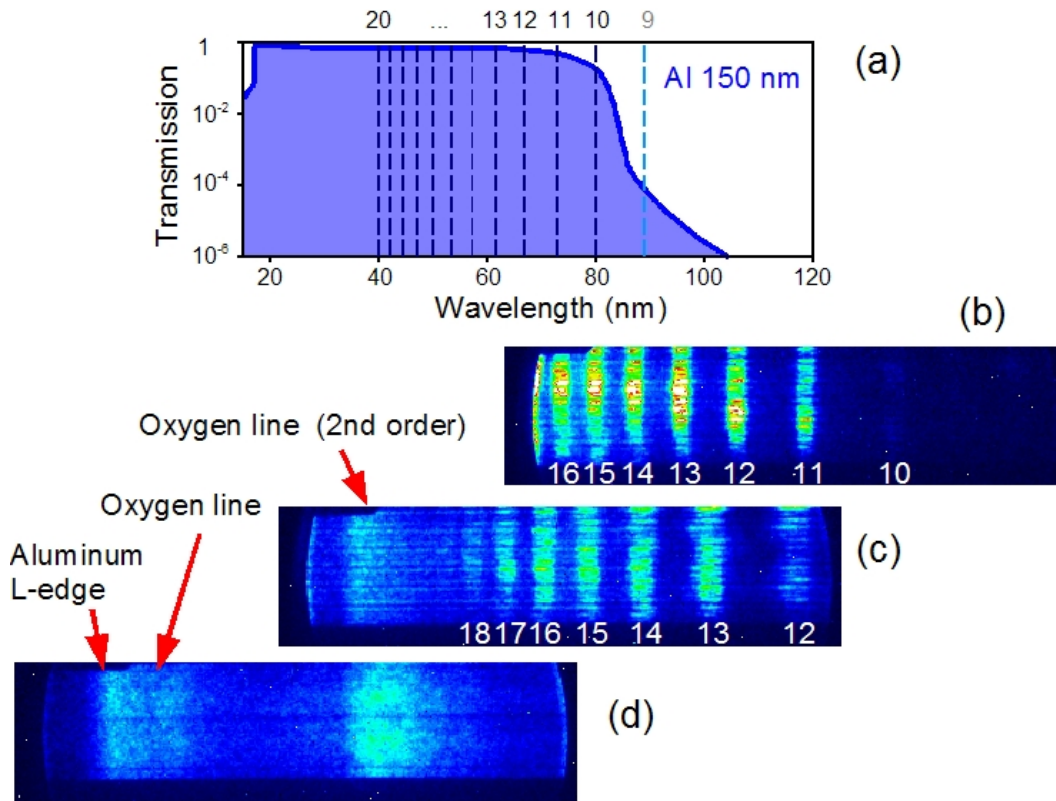 20 ... 13 12 11 10 9
(a)
Al 150 nm
Transmission
1
10-2
10-4
10-6
20 40 60 80 100 120
Wavelength (nm)
(b)
16 15 14 13 12 11 10
Oxygen line (2nd order)
Oxygen line
Aluminum
L-edge
(c)
18 17 16 15 14 13 12
(d)